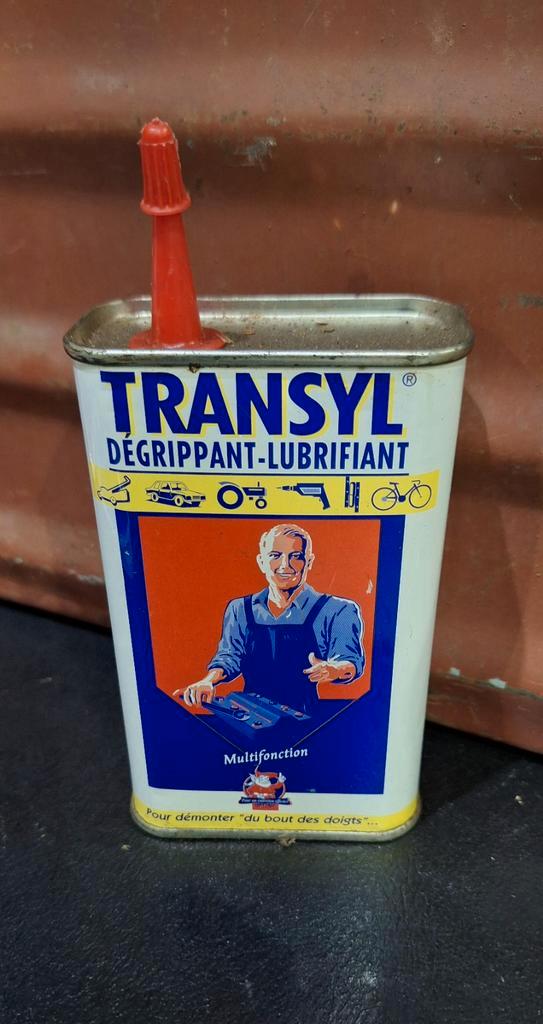 TRANSYL®
DÉGRIPPANT-LUBRIFIANT
Multifonction
Pour démonter "du bout des doigts"...